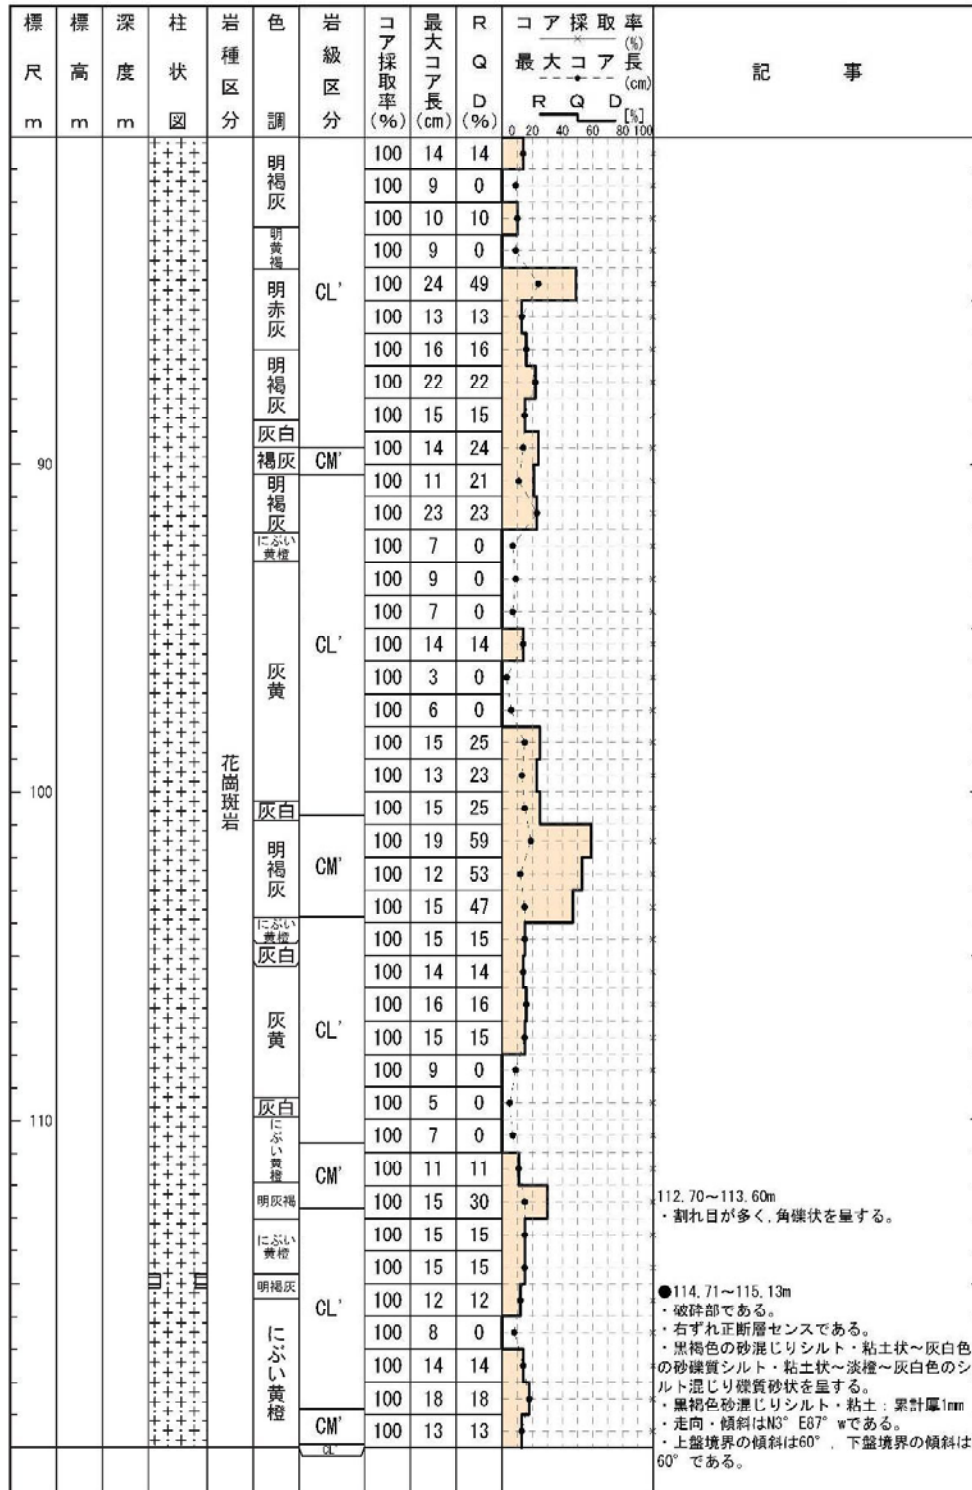 標尺m
標高m
深度m
柱状図
岩種区分
色調
岩級区分
コア採取率(%)
最大コア長(cm)
RQD(%)
コア採取率(%)
最大コア長(cm)
RQD[%]
0 20 40 60 80 100
記事
明褐灰
明黄褐
明赤灰
明褐灰
灰白
褐灰
明褐灰
にぶい黄橙
灰黄
灰白
明褐灰
にぶい黄橙
灰白
灰黄
灰白
にぶい黄橙
明灰褐
にぶい黄橙
明褐灰
にぶい黄橙
花崗斑岩
CL'
CM'
CL'
CM'
CL'
CM'
CL'
CM'
CL'
90
100
110
100 14 14
100 9 0
100 10 10
100 9 0
100 24 49
100 13 13
100 16 16
100 22 22
100 15 15
100 14 24
100 11 21
100 23 23
100 7 0
100 9 0
100 7 0
100 14 14
100 3 0
100 6 0
100 15 25
100 13 23
100 15 25
100 19 59
100 12 53
100 15 47
100 15 15
100 14 14
100 16 16
100 15 15
100 9 0
100 5 0
100 7 0
100 11 11
100 15 30
100 15 15
100 15 15
100 12 12
100 8 0
100 14 14
100 18 18
100 13 13
112.70～113.60m
・割れ目が多く,角礫状を呈する。
●114.71～115.13m
・破砕部である。
・右ずれ正断層センスである。
・黒褐色の砂混じりシルト・粘土状～灰白色
の砂礫質シルト・粘土状～淡橙～灰白色のシ
ルト混じり礫質砂状を呈する。
・黒褐色砂混じりシルト・粘土：累計厚1mm
・走向・傾斜はN3°E87°Wである。
・上盤境界の傾斜は60°, 下盤境界の傾斜は
60°である。